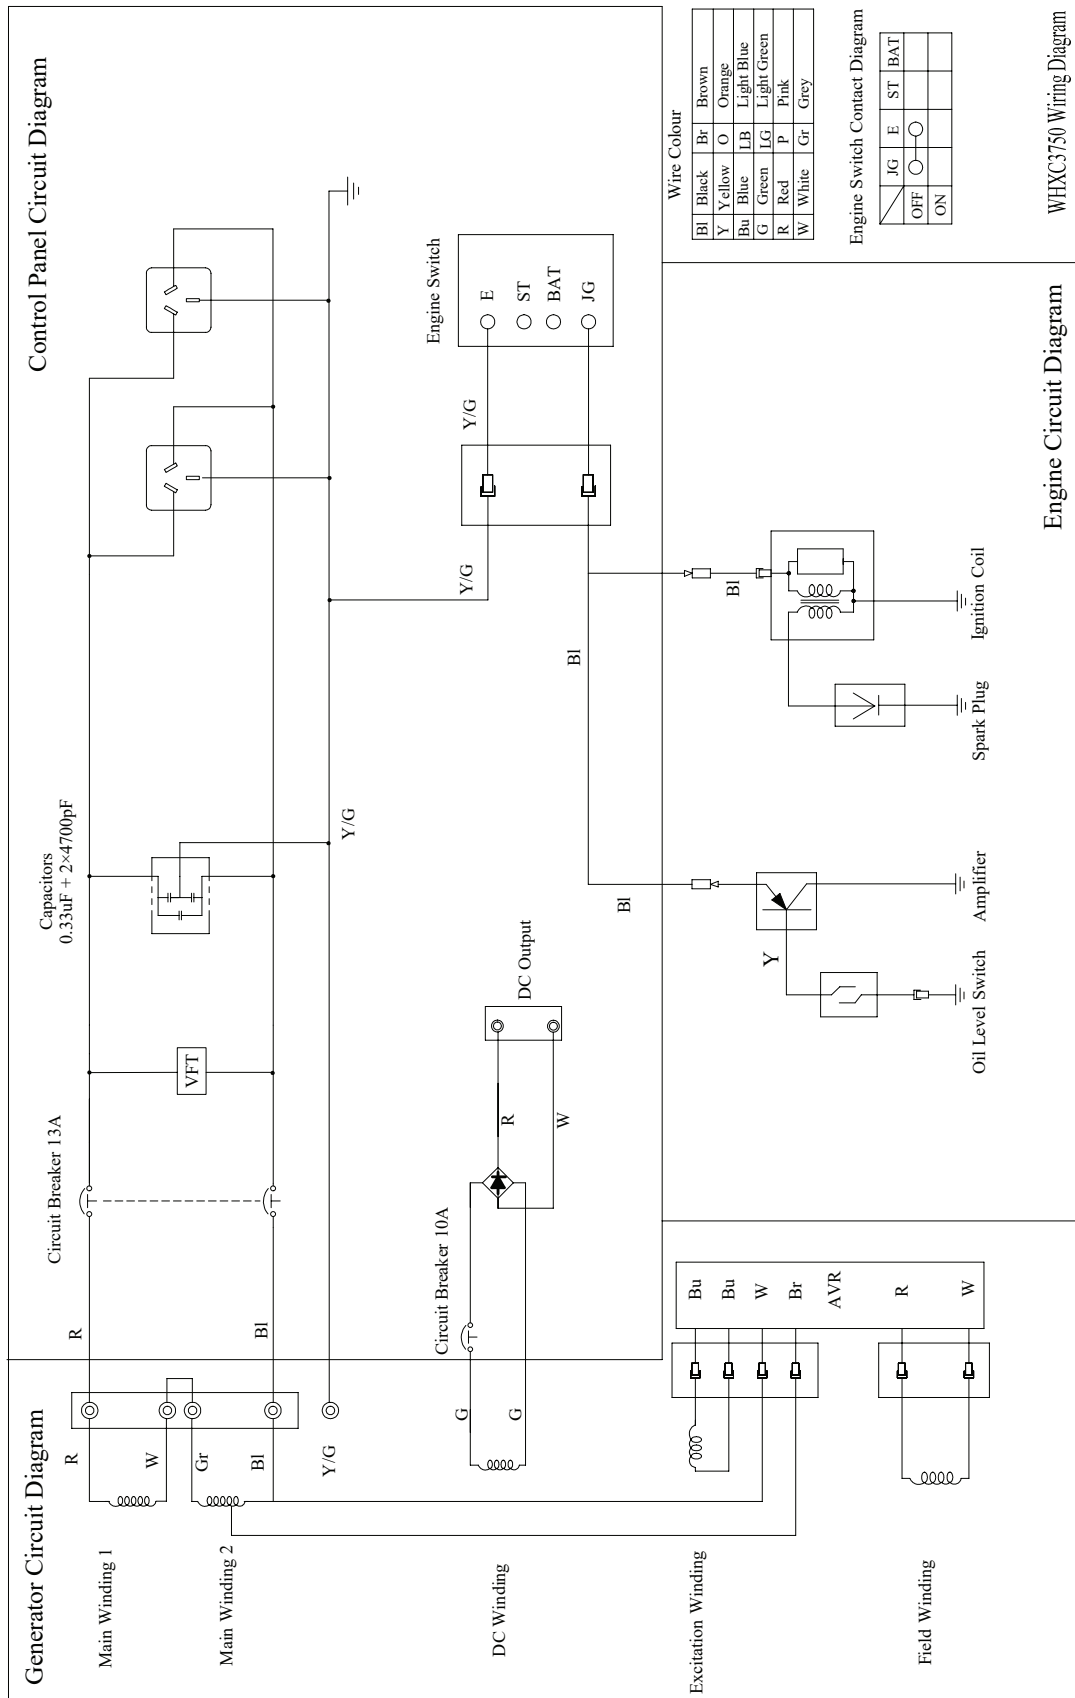 Generator Circuit Diagram
Control Panel Circuit Diagram
Main Winding 1
R
W
R
Circuit Breaker 13A
VFT
Capacitors
0.33uF + 2×4700pF
Main Winding 2
Gr
Bl
Bl
Y/G
Y/G
Y/G
Y/G
DC Winding
G
G
Circuit Breaker 10A
R
W
DC Output
Engine Switch
E
ST
BAT
JG
Bl
Bl
Bl
Excitation Winding
Bu
Bu
W
Br
AVR
R
W
Field Winding
Y
Oil Level Switch
Amplifier
Spark Plug
Ignition Coil
Engine Circuit Diagram
Wire Colour
Bl Black Br Brown
Y Yellow O Orange
Bu Blue LB Light Blue
G Green LG Light Green
R Red P Pink
W White Gr Grey
Engine Switch Contact Diagram
JG E ST BAT
OFF
ON
WHXC3750 Wiring Diagram